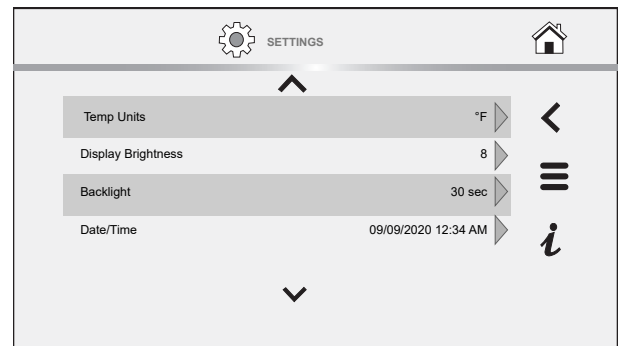 SETTINGS
Temp Units °F
Display Brightness 8
Backlight 30 sec
Date/Time 09/09/2020 12:34 AM